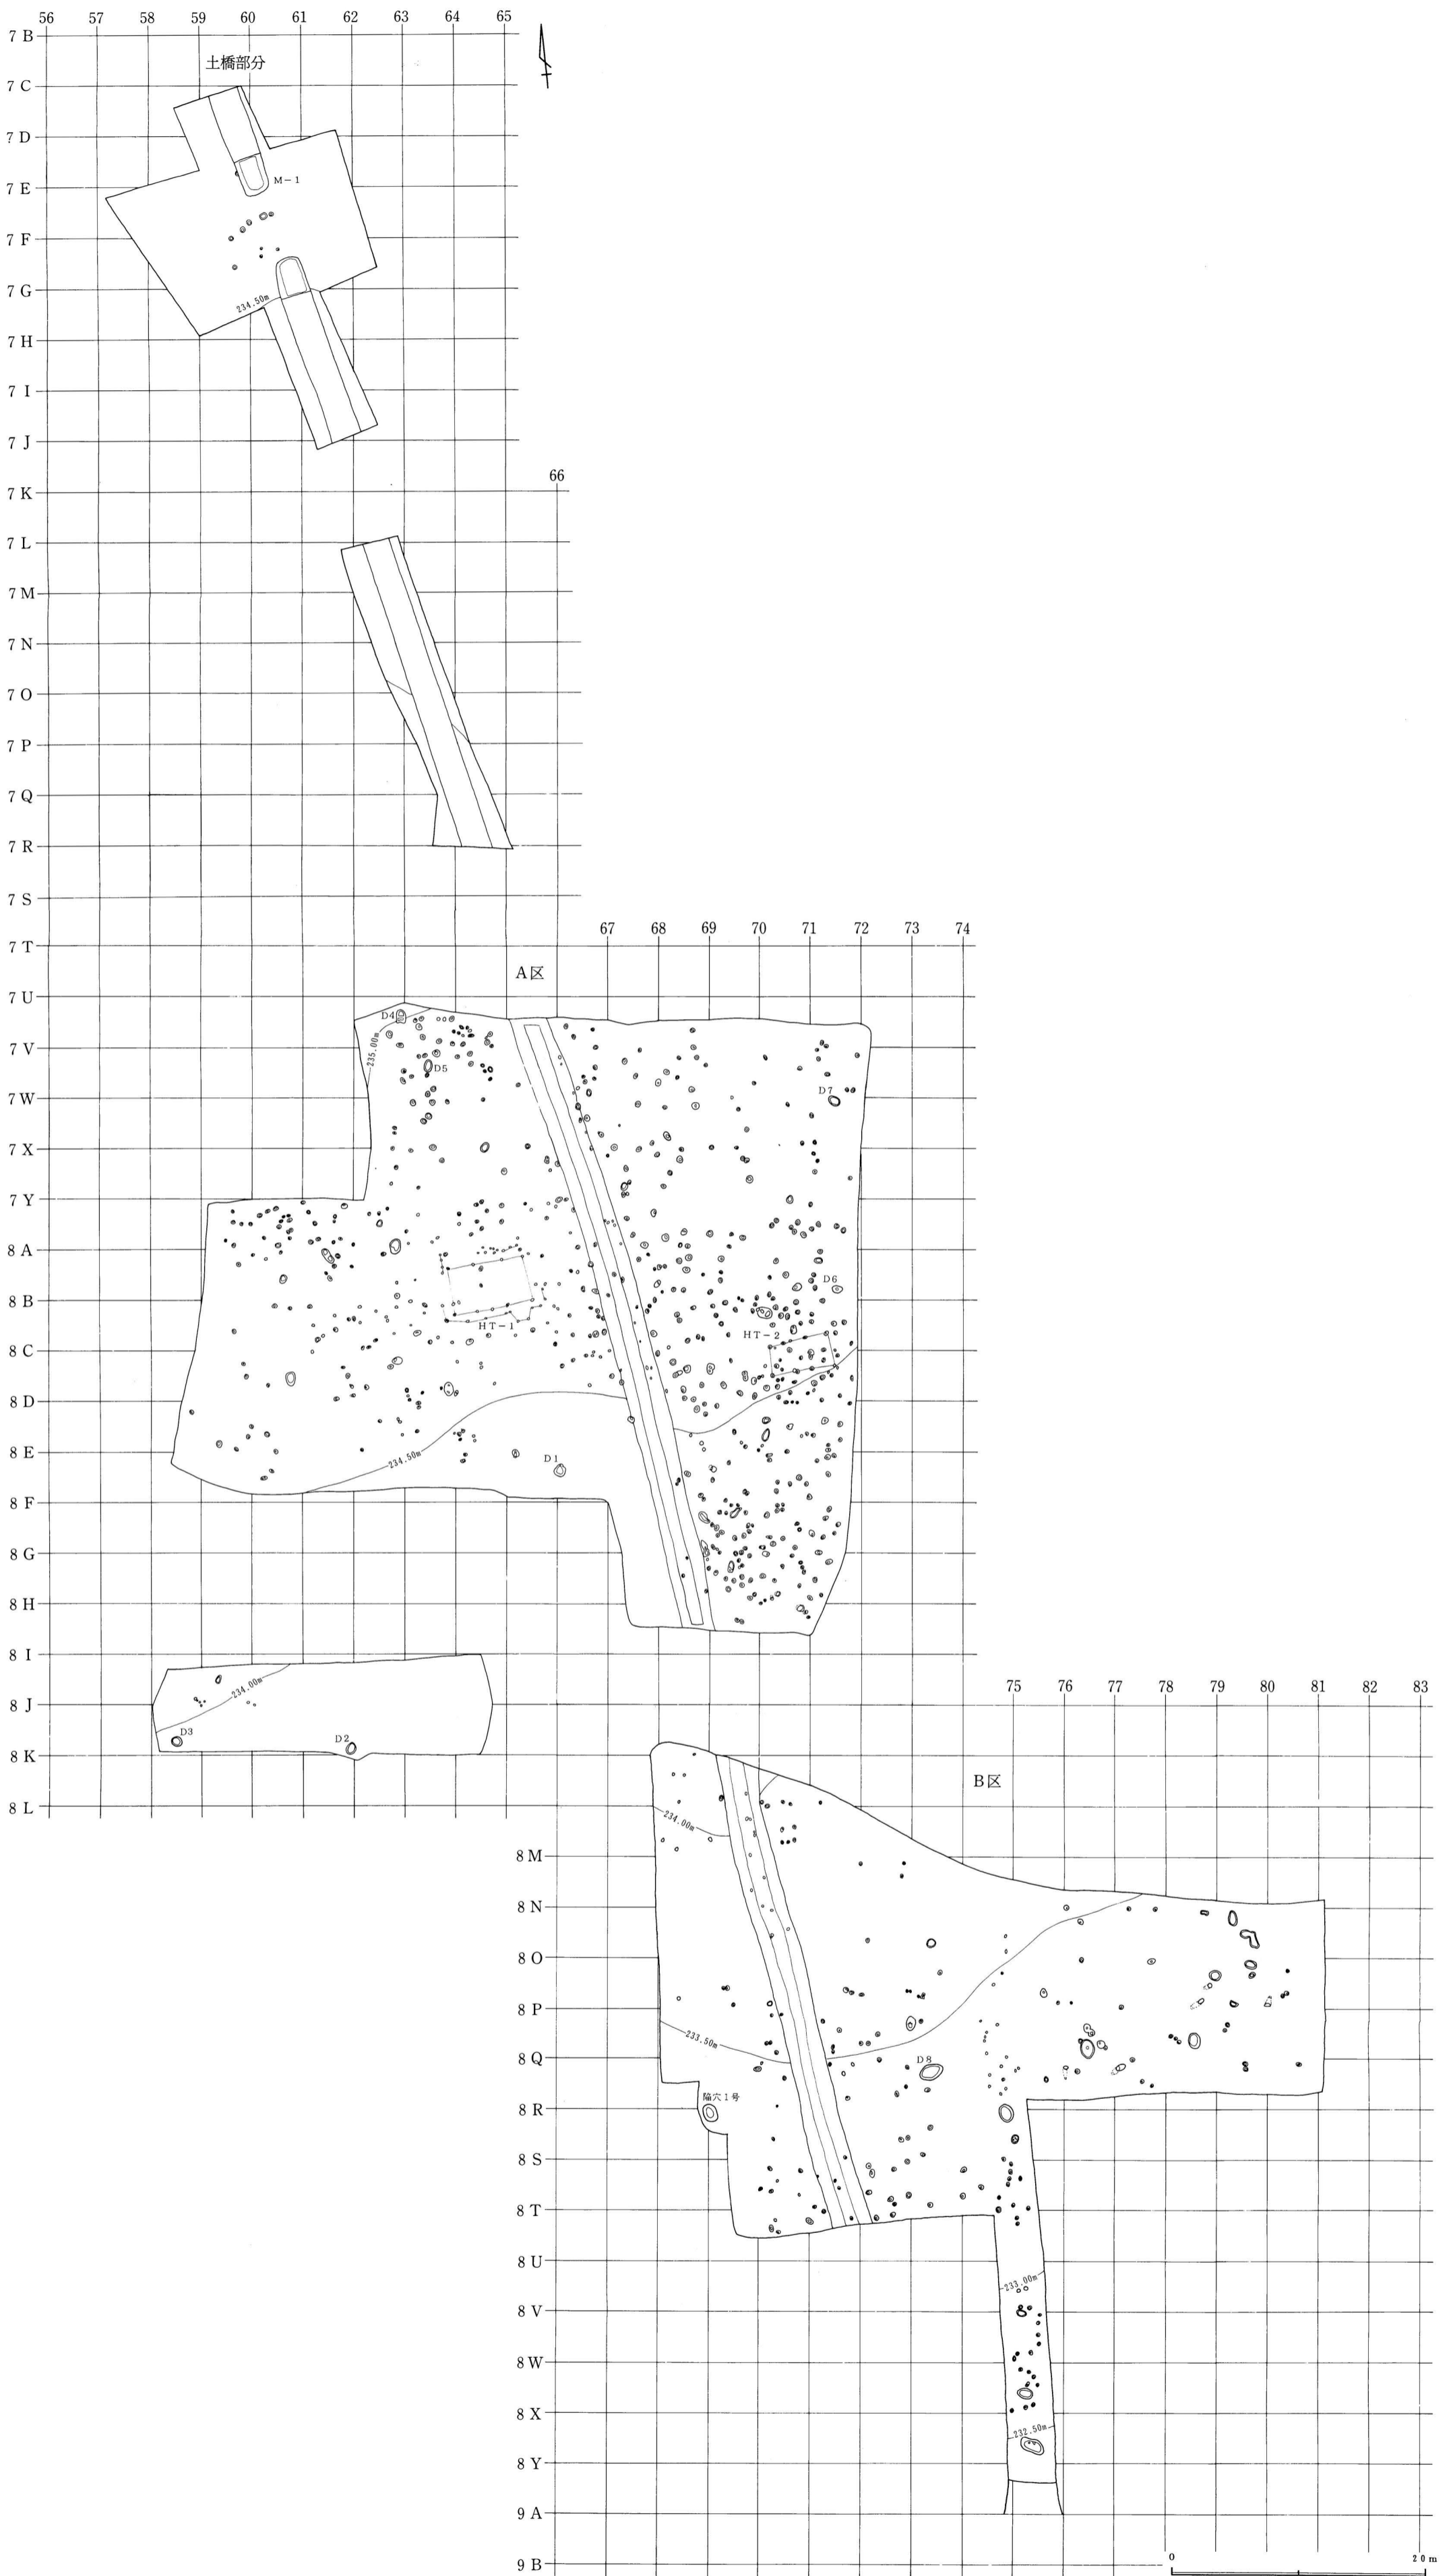 56 57 58 59 60 61 62 63 64 65
7 B
土橋部分
7 C
7 D
M-1
7 E
7 F
7 G
234.50m
7 H
7 I
7 J
66
7 K
7 L
7 M
7 N
7 O
7 P
7 Q
7 R
7 S
67 68 69 70 71 72 73 74
7 T
A区
7 U
D4
235.00m
7 V
D5
D7
7 W
7 X
7 Y
8 A
D6
8 B
HT-1
HT-2
8 C
8 D
234.50m
8 E
D1
8 F
8 G
8 H
8 I
234.00m
75 76 77 78 79 80 81 82 83
8 J
D3
D2
8 K
B区
8 L
234.00m
8 M
8 N
8 O
8 P
233.50m
8 Q
D8
陥穴1号
8 R
8 S
8 T
8 U
233.00m
8 V
8 W
8 X
232.50m
8 Y
9 A
9 B
0 20m